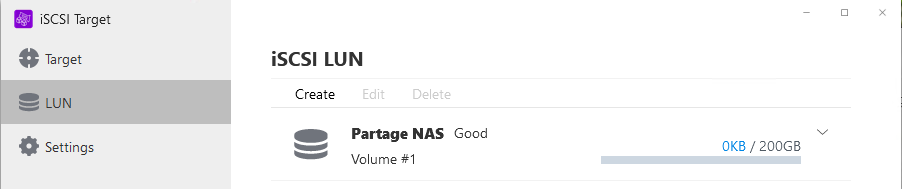 iSCSI Target
Target
LUN
Settings
iSCSI LUN
Create Edit Delete
Partage NAS Good
0KB / 200GB
Volume #1